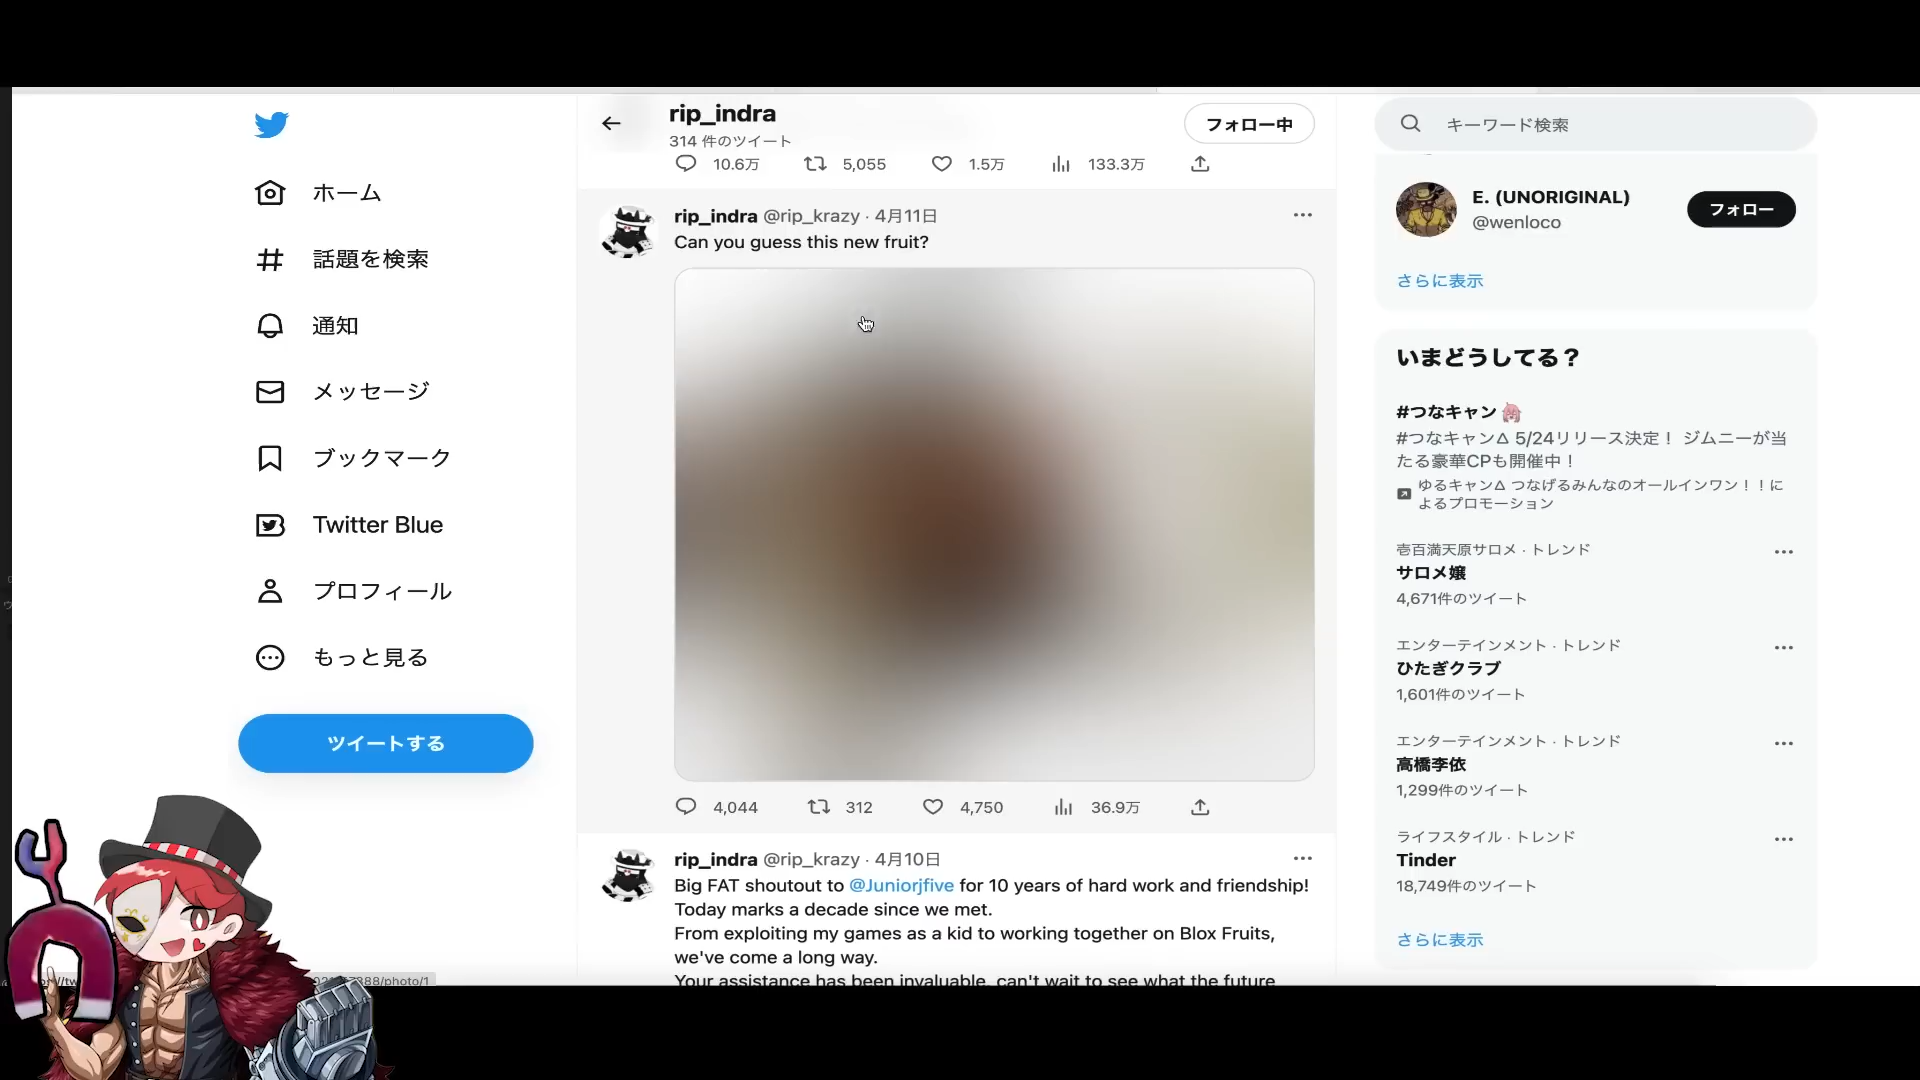 rip_indra
314 件のツイート
フォロー中
10.6万 5,055 1.5万 133.3万
ホーム
話題を検索
通知
メッセージ
ブックマーク
Twitter Blue
プロフィール
もっと見る
ツイートする
rip_indra @rip_krazy · 4月11日
Can you guess this new fruit?
4,044 312 4,750 36.9万
rip_indra @rip_krazy · 4月10日
Big FAT shoutout to @Juniorjfive for 10 years of hard work and friendship!
Today marks a decade since we met.
From exploiting my games as a kid to working together on Blox Fruits,
we've come a long way.
Your assistance has been invaluable, can't wait to see what the future
キーワード検索
E. (UNORIGINAL)
@wenloco
フォロー
さらに表示
いまどうしてる？
#つなキャン
#つなキャン△ 5/24リリース決定！ ジムニーが当
たる豪華CPも開催中！
ゆるキャン△ つなげるみんなのオールインワン！！に
よるプロモーション
壱百満天原サロメ · トレンド
サロメ嬢
4,671件のツイート
エンターテインメント · トレンド
ひたぎクラブ
1,601件のツイート
エンターテインメント · トレンド
高橋李依
1,299件のツイート
ライフスタイル · トレンド
Tinder
18,749件のツイート
さらに表示